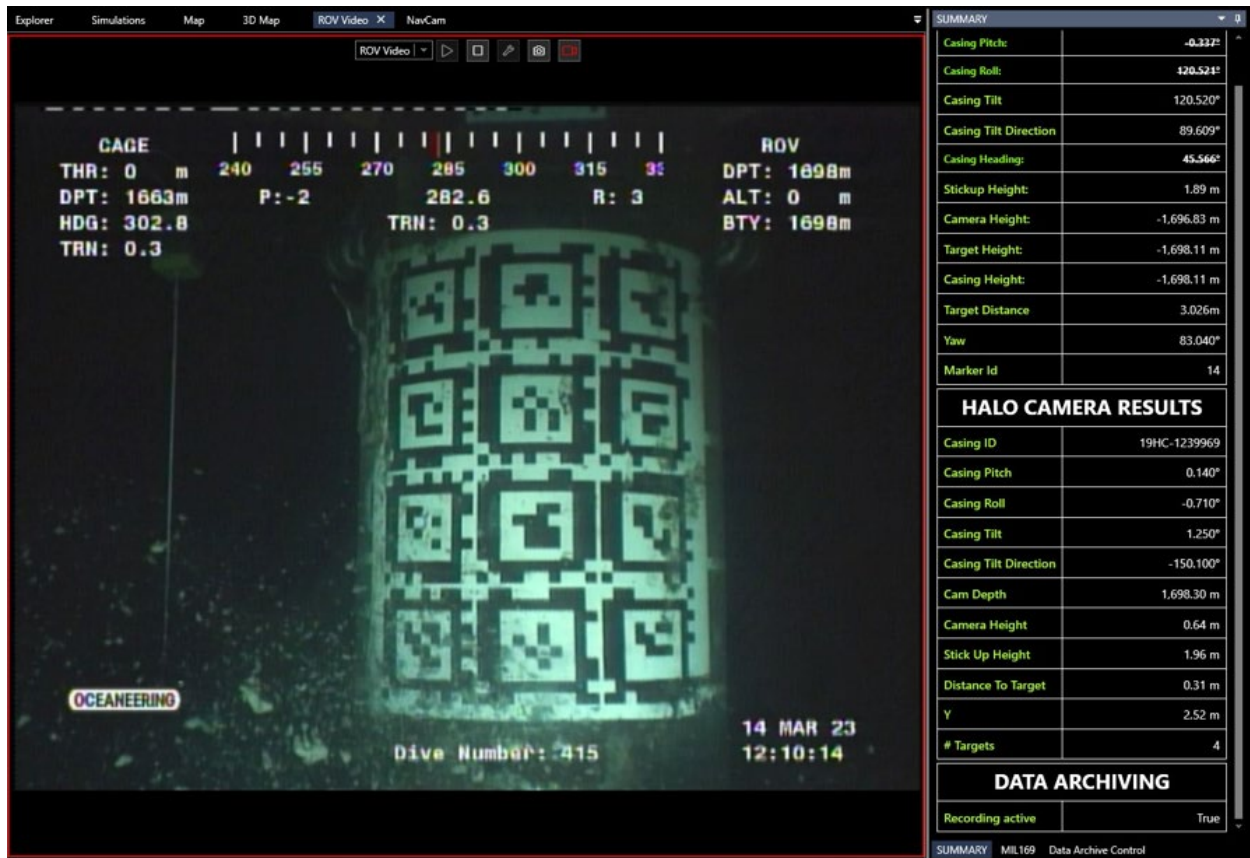 Explorer Simulations Map 3D Map ROV Video × NavCam
ROV Video
CAGE
THR: 0 m
DPT: 1663m
HDG: 302.8
TRN: 0.3
240 255 270 285 300 315
P:-2 282.6 R: 3
TRN: 0.3
ROV
DPT: 1698m
ALT: 0 m
BTY: 1698m
OCEANEERING
Dive Number: 415
14 MAR 23
12:10:14
SUMMARY
Casing Pitch: -0.337°
Casing Roll: 120.521°
Casing Tilt 120.520°
Casing Tilt Direction 89.609°
Casing Heading: 45.566°
Stickup Height: 1.89 m
Camera Height: -1,696.83 m
Target Height: -1,698.11 m
Casing Height: -1,698.11 m
Target Distance 3.026m
Yaw 83.040°
Marker Id 14
HALO CAMERA RESULTS
Casing ID 19HC-1239969
Casing Pitch 0.140°
Casing Roll -0.710°
Casing Tilt 1.250°
Casing Tilt Direction -150.100°
Cam Depth 1,698.30 m
Camera Height 0.64 m
Stick Up Height 1.96 m
Distance To Target 0.31 m
Y 2.52 m
# Targets 4
DATA ARCHIVING
Recording active True
SUMMARY MIL169 Data Archive Control